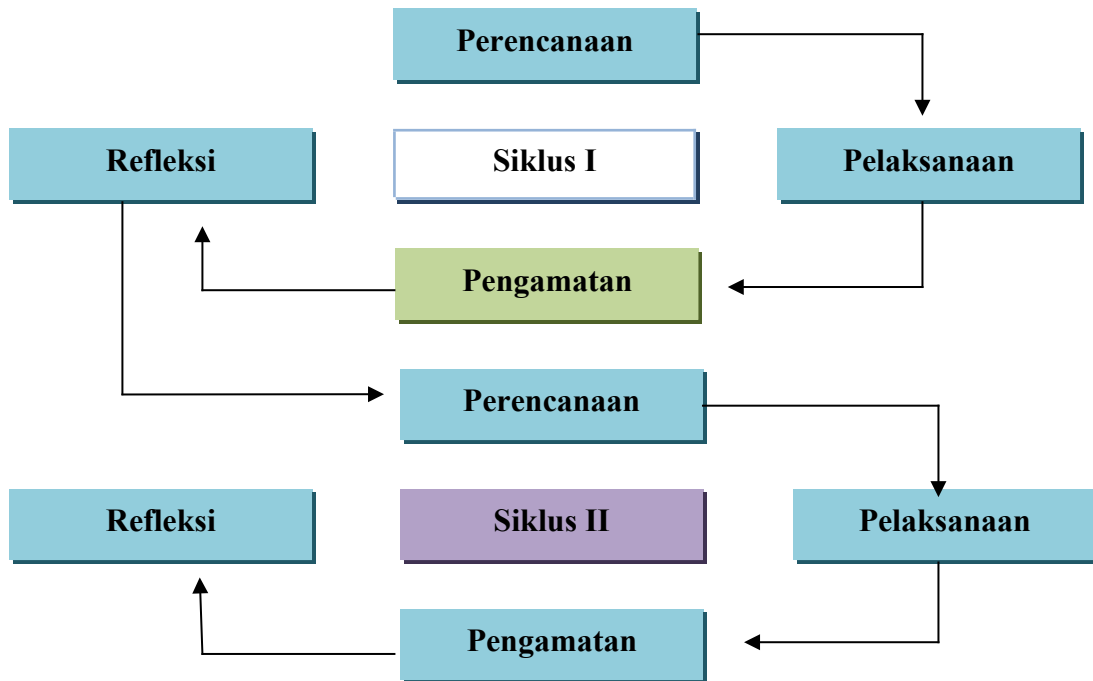 Perencanaan
Refleksi
Siklus I
Pelaksanaan
Pengamatan
Perencanaan
Refleksi
Siklus II
Pelaksanaan
Pengamatan